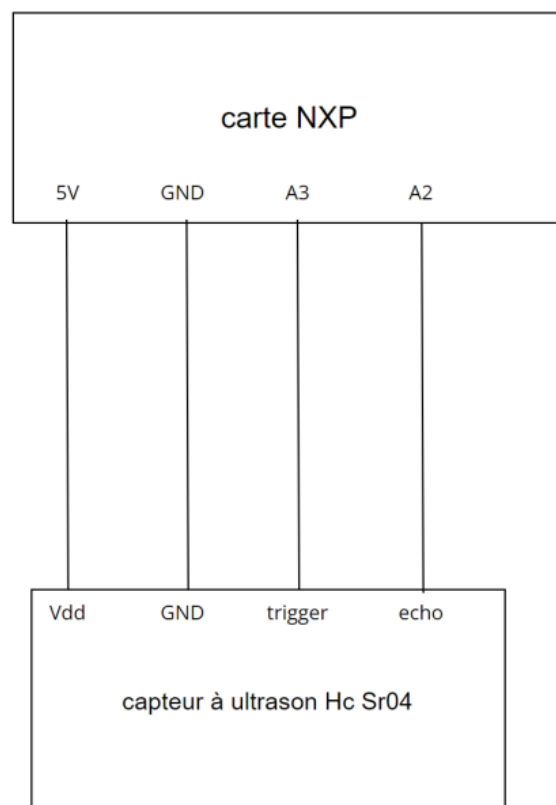 carte NXP
5V GND A3 A2
Vdd GND trigger echo
capteur à ultrason Hc Sr04